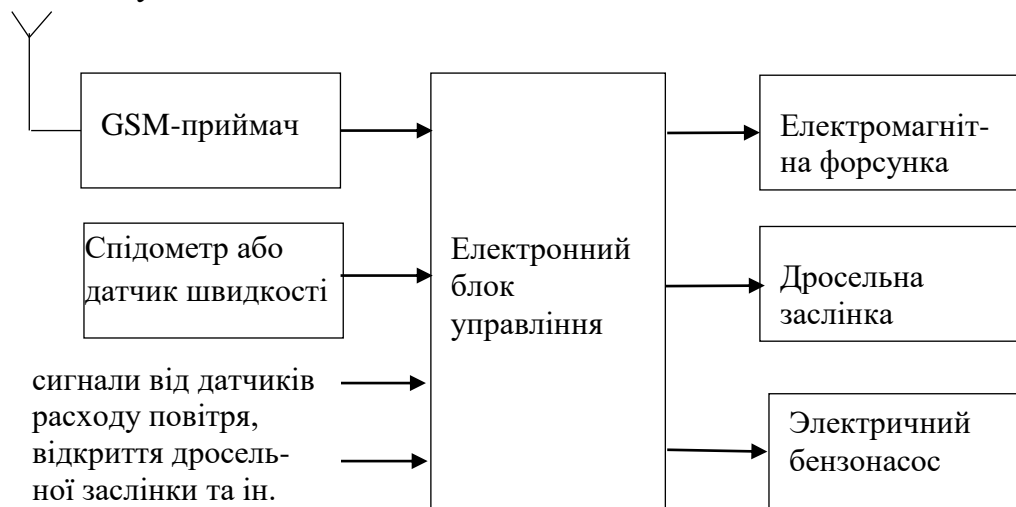 GSM-приймач
Електромагніт-
на форсунка
Спідометр або
датчик швидкості
Електронний
блок
управління
Дросельна
заслінка
сигнали від датчиків
расходу повітря,
відкриття дросель-
ної заслінки та ін.
Электричний
бензонасос